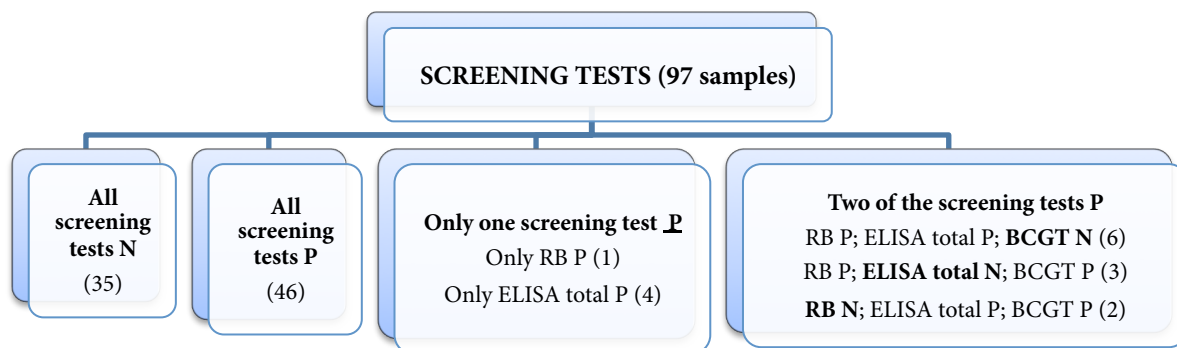 SCREENING TESTS (97 samples)
All
screening
tests N
(35)
All
screening
tests P
(46)
Only one screening test P
Only RB P (1)
Only ELISA total P (4)
Two of the screening tests P
RB P; ELISA total P; BCGT N (6)
RB P; ELISA total N; BCGT P (3)
RB N; ELISA total P; BCGT P (2)